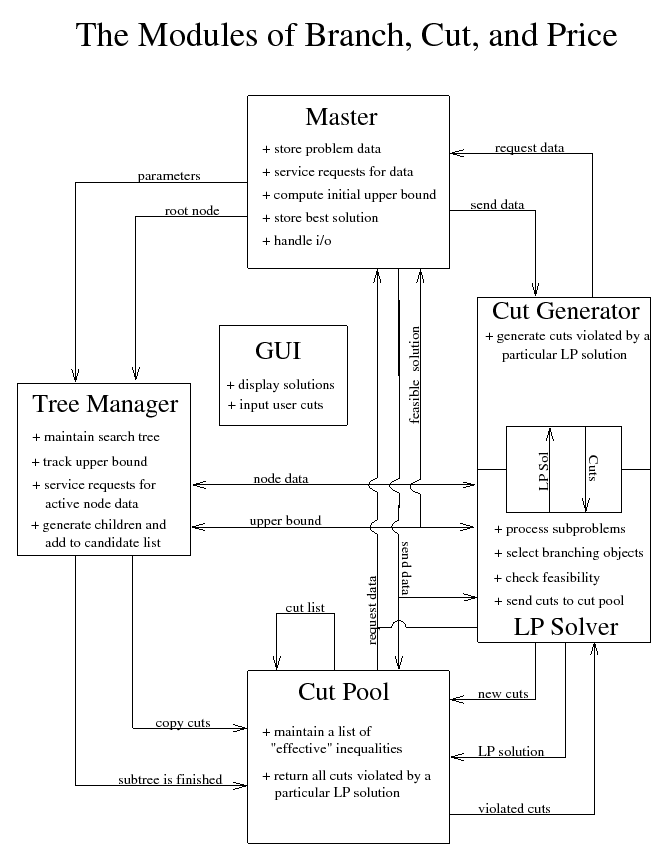 The Modules of Branch, Cut, and Price
Master
+ store problem data
+ service requests for data
+ compute initial upper bound
+ store best solution
+ handle i/o
parameters
root node
request data
send data
Cut Generator
+ generate cuts violated by a
particular LP solution
GUI
+ display solutions
+ input user cuts
feasible solution
Tree Manager
+ maintain search tree
+ track upper bound
+ service requests for
active node data
+ generate children and
add to candidate list
node data
upper bound
LP Sol
Cuts
+ process subproblems
+ select branching objects
+ check feasibility
+ send cuts to cut pool
LP Solver
send data
request data
cut list
Cut Pool
+ maintain a list of
"effective" inequalities
+ return all cuts violated by a
particular LP solution
copy cuts
subtree is finished
new cuts
LP solution
violated cuts